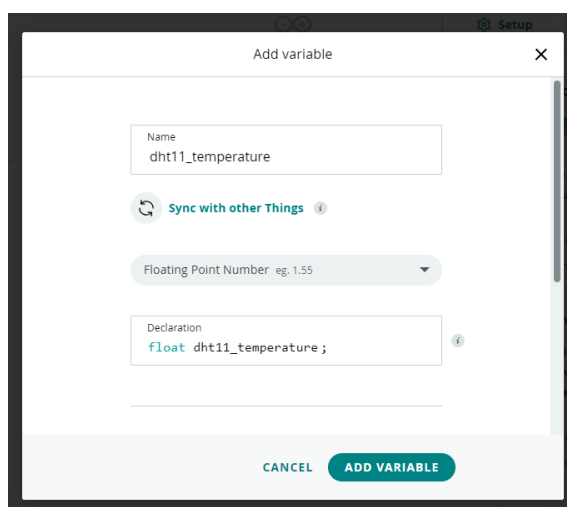 Setup
Add variable
Name
dht11_temperature
Sync with other Things i
Floating Point Number eg. 1.55
Declaration
float dht11_temperature;
i
CANCEL ADD VARIABLE